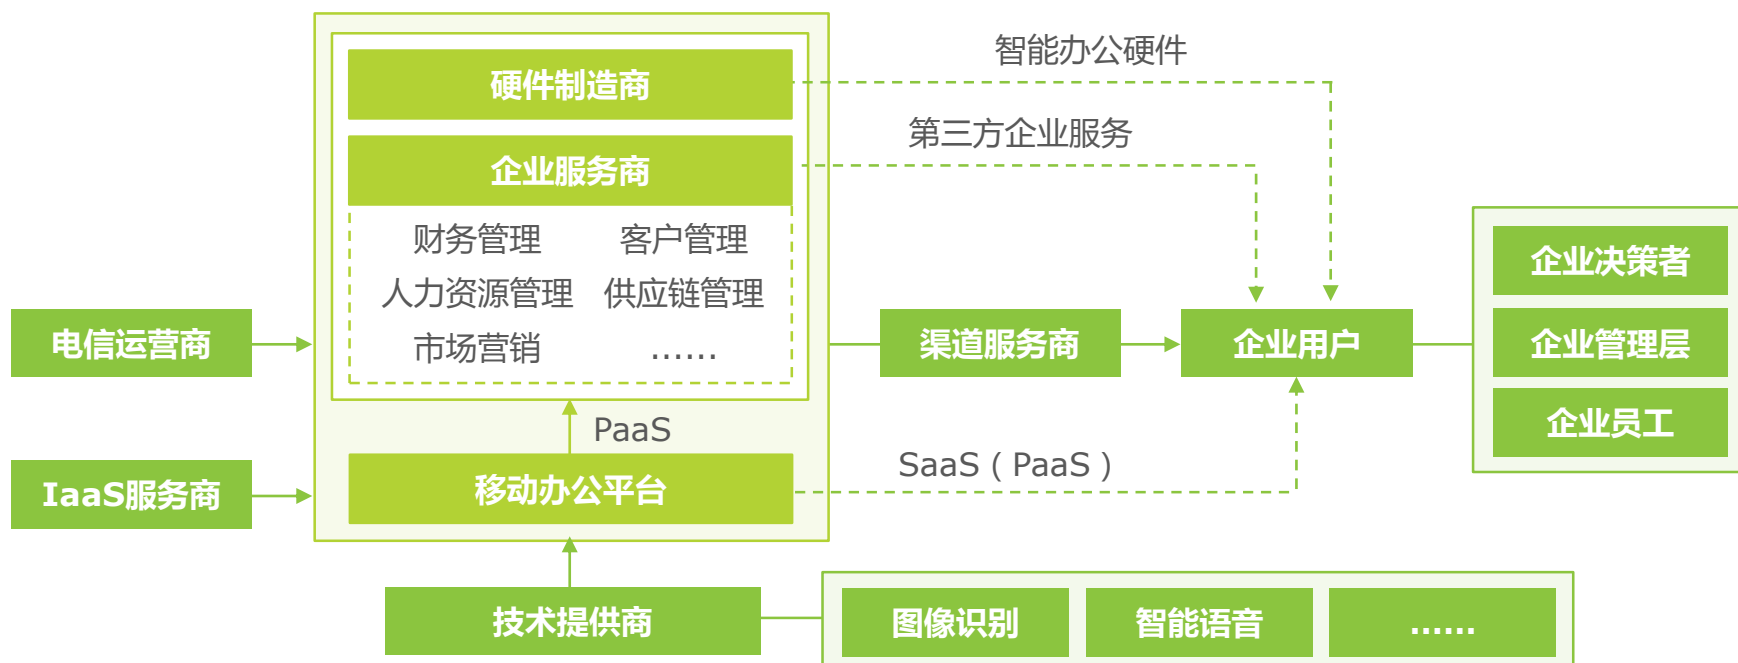 硬件制造商
智能办公硬件
企业服务商
第三方企业服务
财务管理 客户管理
人力资源管理 供应链管理
市场营销 ......
电信运营商
渠道服务商
企业用户
企业决策者
企业管理层
企业员工
PaaS
IaaS服务商
移动办公平台
SaaS（PaaS）
技术提供商
图像识别
智能语音
......